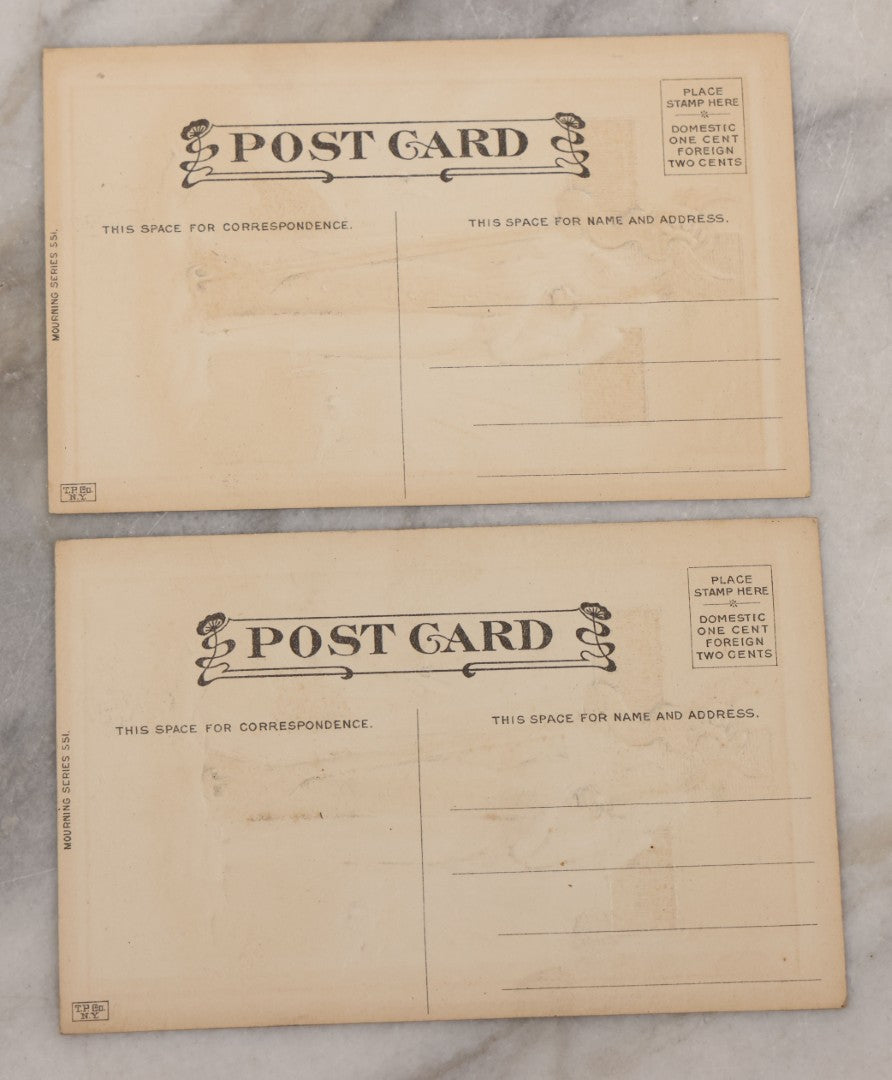 POST CARD
PLACE
STAMP HERE
DOMESTIC
ONE CENT
FOREIGN
TWO CENTS
THIS SPACE FOR CORRESPONDENCE.
THIS SPACE FOR NAME AND ADDRESS.
MOURNING SERIES 551.
T.P. CO.
N.Y.
POST CARD
PLACE
STAMP HERE
DOMESTIC
ONE CENT
FOREIGN
TWO CENTS
THIS SPACE FOR CORRESPONDENCE.
THIS SPACE FOR NAME AND ADDRESS.
MOURNING SERIES 551.
T.P. CO.
N.Y.